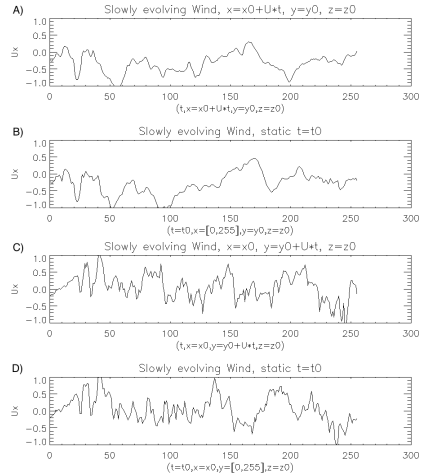 A) Slowly evolving Wind, x=x0+U*t, y=y0, z=z0
1.0
0.5
0.0
−0.5
−1.0
Ux
0 50 100 150 200 250 300
(t,x=x0+U*t,y=y0,z=z0)
B) Slowly evolving Wind, static t=t0
1.0
0.5
0.0
−0.5
−1.0
Ux
0 50 100 150 200 250 300
(t=t0,x=[0,255],y=y0,z=z0)
C) Slowly evolving Wind, x=x0, y=y0+U*t, z=z0
1.0
0.5
0.0
−0.5
−1.0
Ux
0 50 100 150 200 250 300
(t,x=x0,y=y0+U*t,z=z0)
D) Slowly evolving Wind, static t=t0
1.0
0.5
0.0
−0.5
−1.0
Ux
0 50 100 150 200 250 300
(t=t0,x=x0,y=[0,255],z=z0)